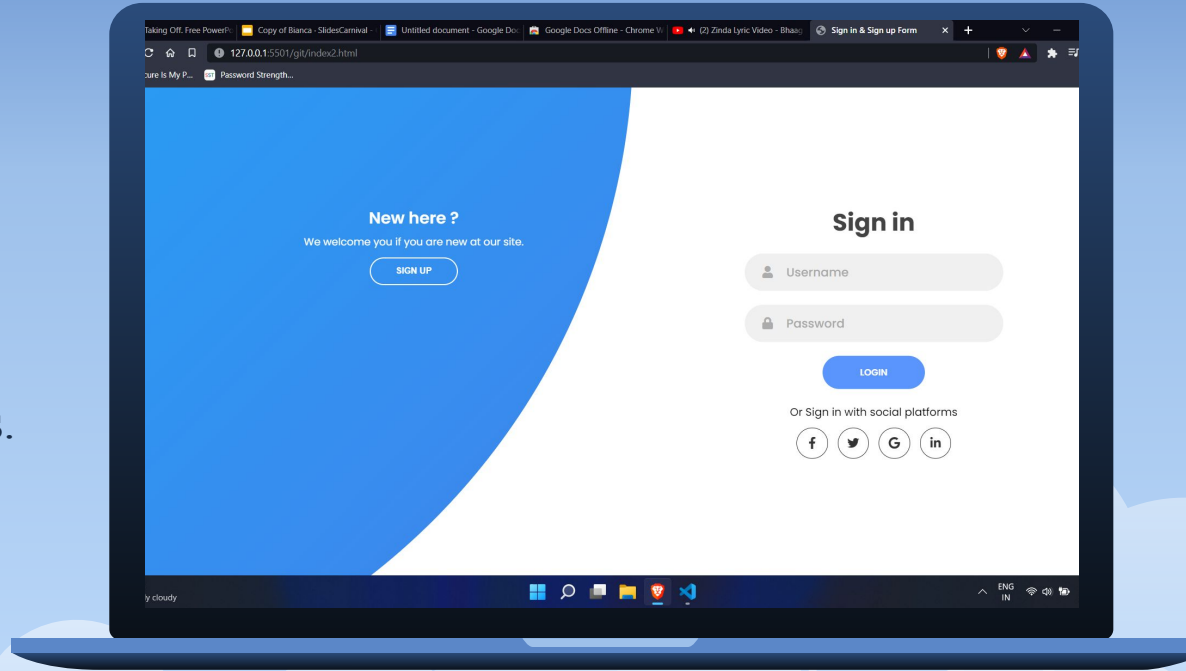 Taking Off. Free PowerPo
Copy of Bianca - SlidesCarnival -
Untitled document - Google Doc
Google Docs Offline - Chrome W
(2) Zinda Lyric Video - Bhaag
Sign in & Sign up Form
127.0.0.1:5501/git/index2.html
cure Is My P...
Password Strength...
New here ?
We welcome you if you are new at our site.
SIGN UP
Sign in
Username
Password
LOGIN
Or Sign in with social platforms
f
G
in
y cloudy
ENG
IN